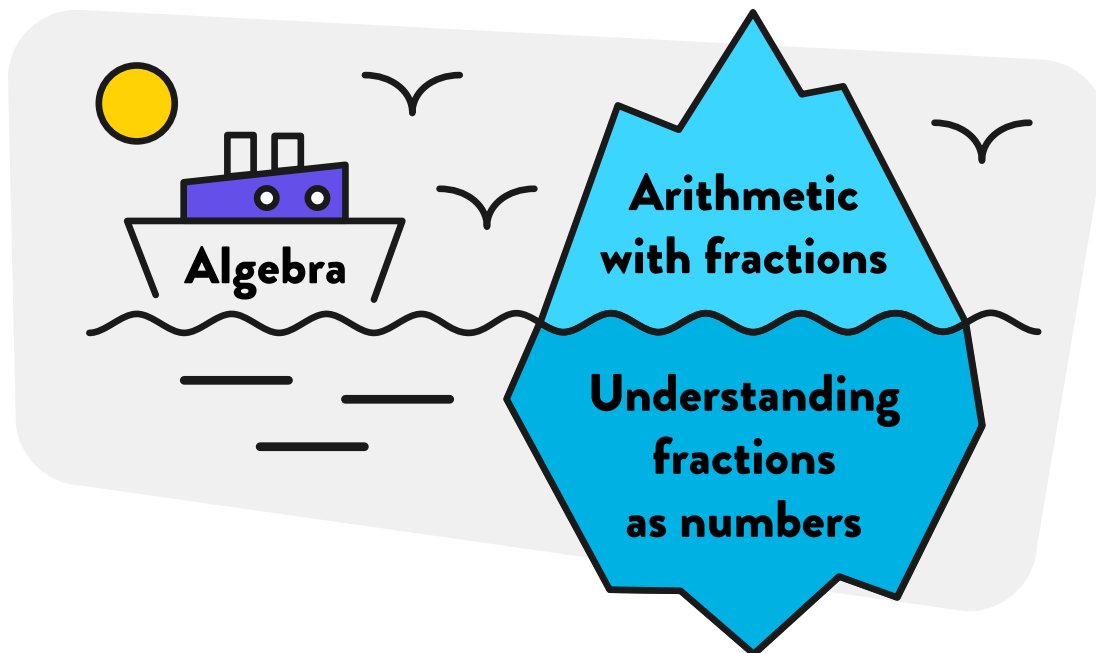 Algebra
Arithmetic
with fractions
Understanding
fractions
as numbers